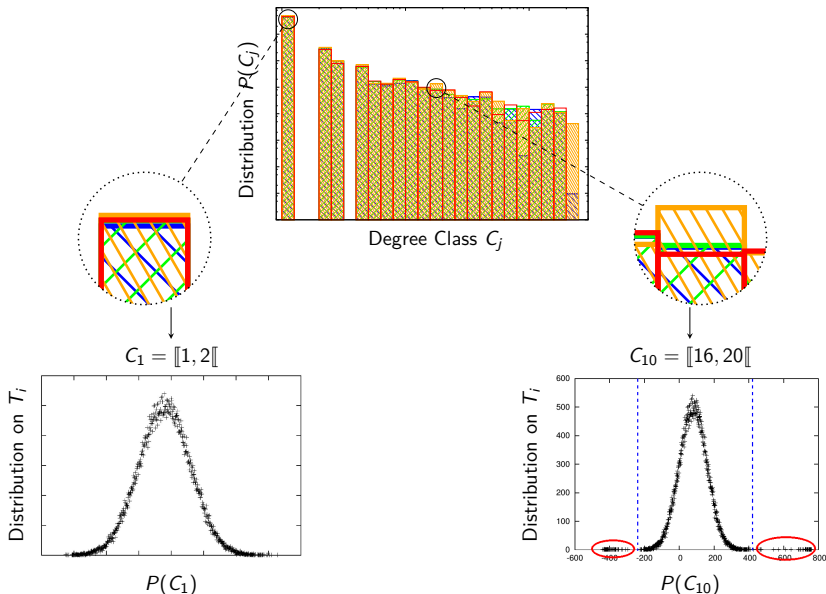 Distribution P(C_j)
Degree Class C_j
C_1 = ⟦1, 2⟦
C_10 = ⟦16, 20⟦
Distribution on T_i
P(C_1)
Distribution on T_i
600
500
400
300
200
100
0
-600 -400 -200 0 200 400 600 800
P(C_10)